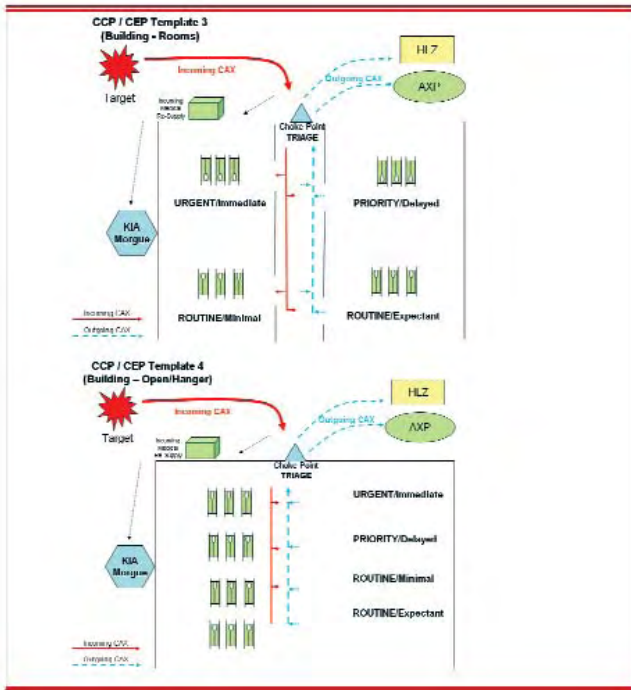 CCP / CEP Template 3
(Building - Rooms)
HLZ
Incoming CAX
Outgoing CAX
AXP
Target
Incoming
Medical
Re-Supply
Choke Point
TRIAGE
URGENT/Immediate
PRIORITY/Delayed
KIA
Morgue
ROUTINE/Minimal
ROUTINE/Expectant
Incoming CAX
Outgoing CAX
CCP / CEP Template 4
(Building – Open/Hanger)
HLZ
Incoming CAX
Outgoing CAX
AXP
Target
Incoming
Medical
Re-Supply
Choke Point
TRIAGE
URGENT/Immediate
PRIORITY/Delayed
KIA
Morgue
ROUTINE/Minimal
ROUTINE/Expectant
Incoming CAX
Outgoing CAX